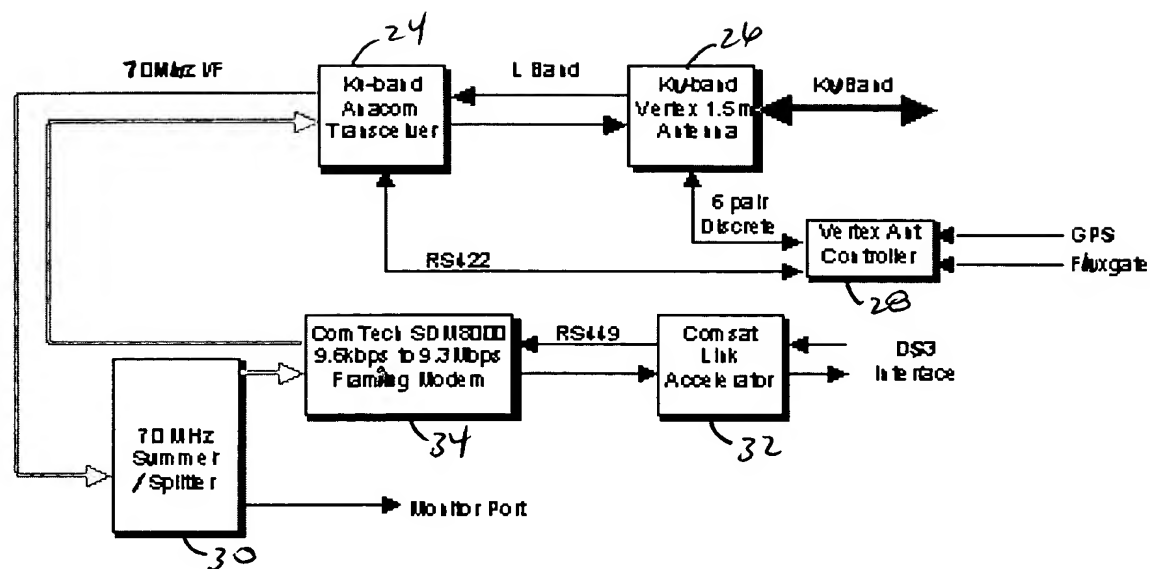 24
26
70Mhz I/F
Ku-band
Anacom
Transceiver
L Band
Ku-band
Vertex 1.5m
Antenna
Ku Band
6 pair
Discrete
Vertex Ant
Controller
GPS
Fluxgate
RS422
28
ComTech SDM8000
9.6kbps to 9.3Mbps
Framing Modem
RS449
Comsat
Link
Accelerator
DS3
Interface
34
32
70 MHz
Summer
/Splitter
Monitor Port
30